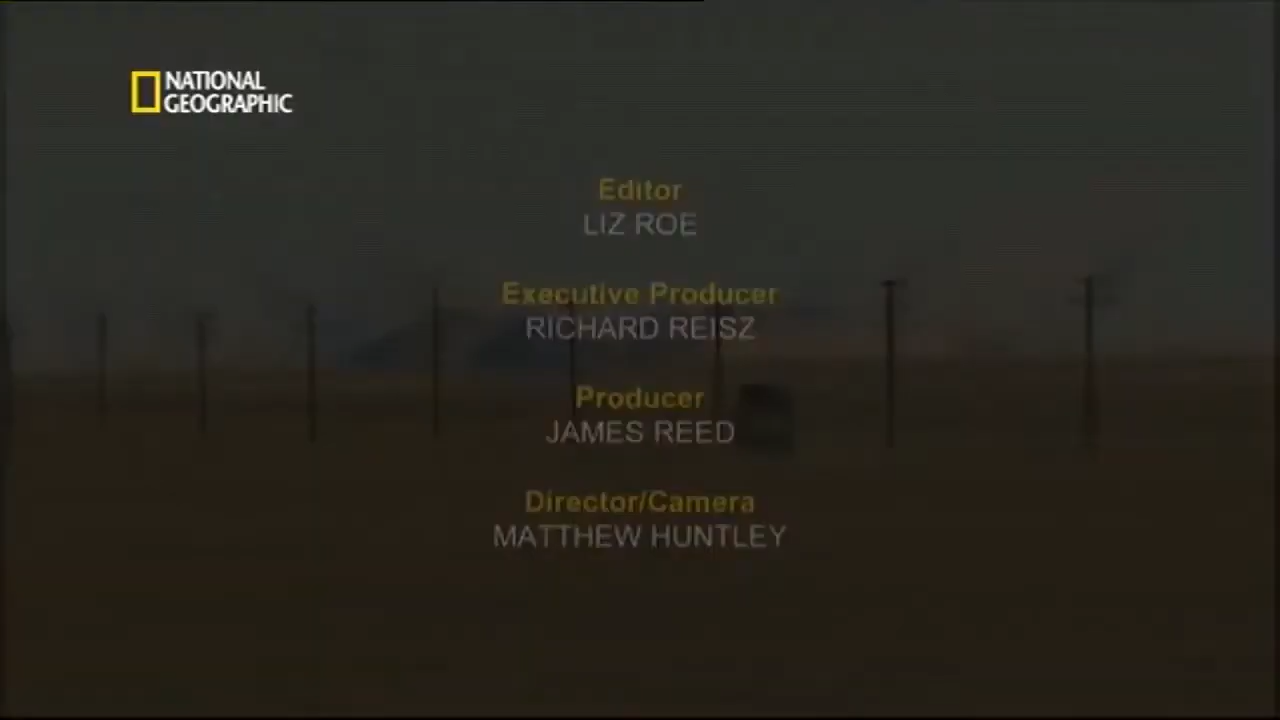 NATIONAL
GEOGRAPHIC
Editor
LIZ ROE
Executive Producer
RICHARD REISZ
Producer
JAMES REED
Director/Camera
MATTHEW HUNTLEY